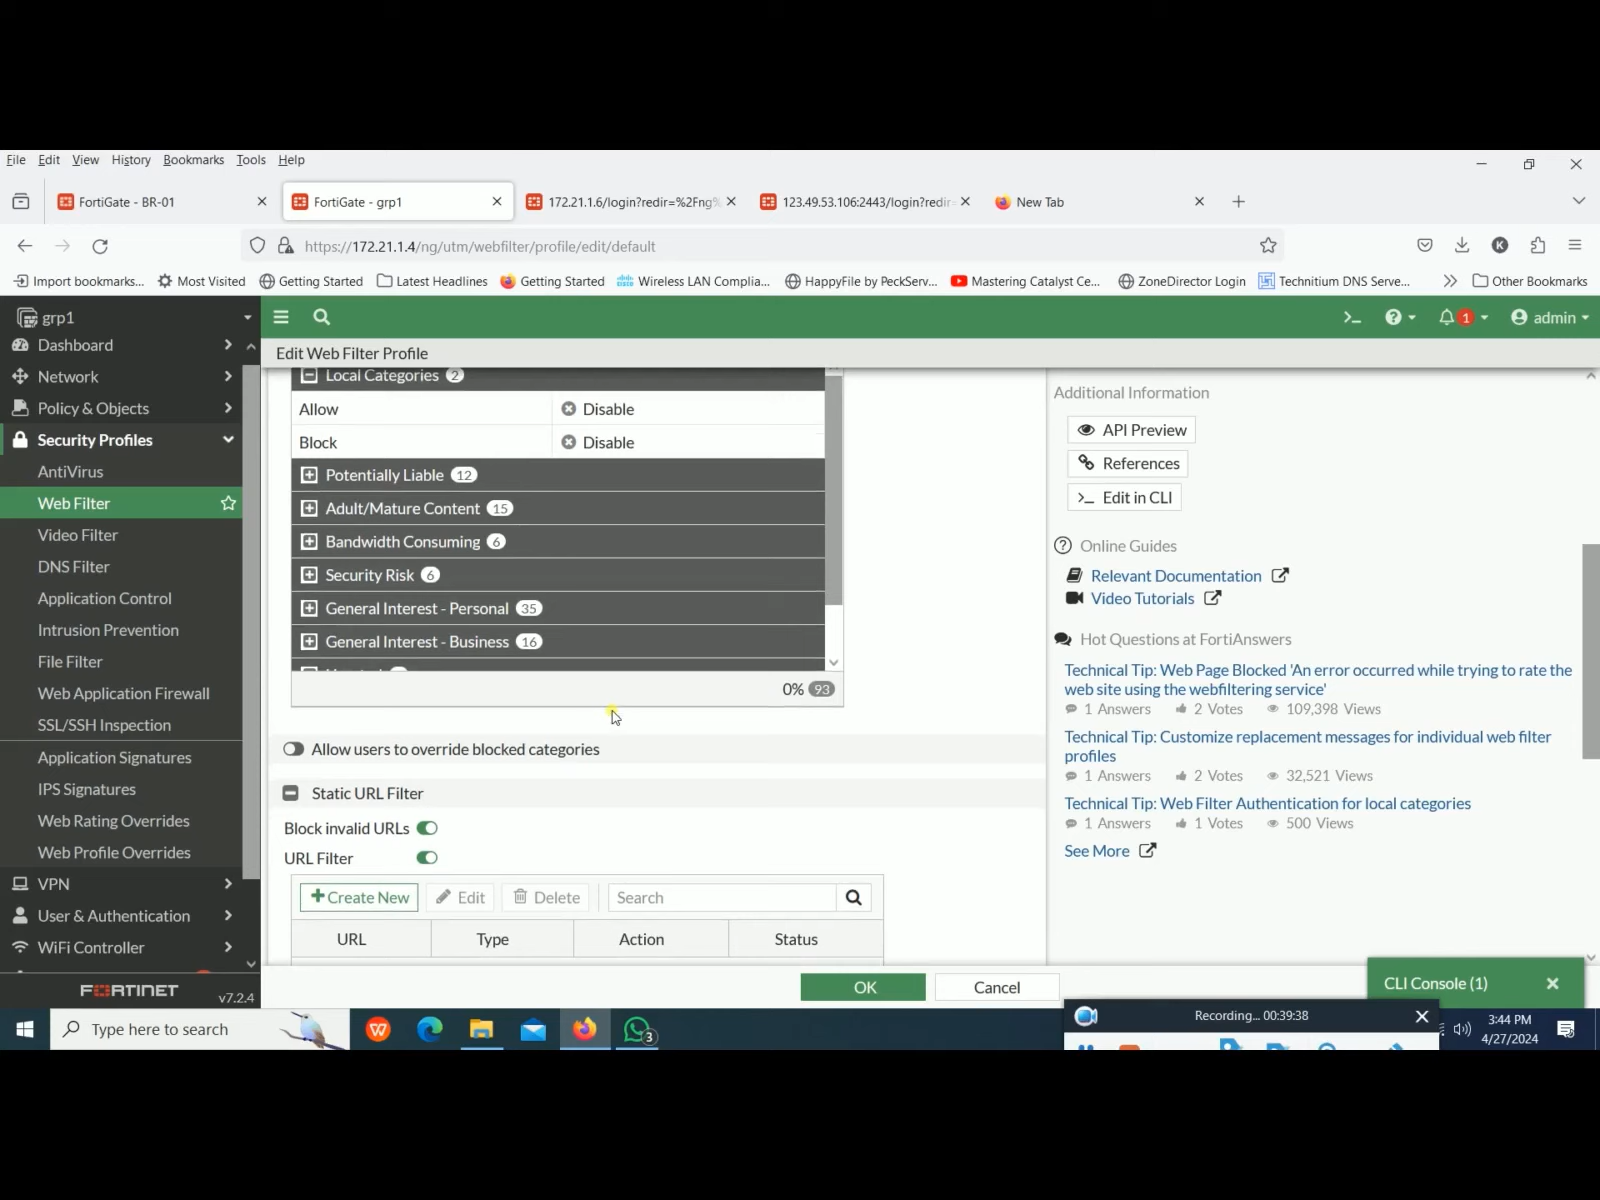 File Edit View History Bookmarks Tools Help
FortiGate - BR-01
FortiGate - grp1
172.21.1.6/login?redir=%2Fng%
123.49.53.106:2443/login?redir=
New Tab
https://172.21.1.4/ng/utm/webfilter/profile/edit/default
K
Import bookmarks... Most Visited Getting Started Latest Headlines Getting Started Wireless LAN Complia... HappyFile by PeckServ... Mastering Catalyst Ce... ZoneDirector Login Technitium DNS Serve... Other Bookmarks
grp1
1
admin
Dashboard
Network
Policy & Objects
Security Profiles
AntiVirus
Web Filter
Video Filter
DNS Filter
Application Control
Intrusion Prevention
File Filter
Web Application Firewall
SSL/SSH Inspection
Application Signatures
IPS Signatures
Web Rating Overrides
Web Profile Overrides
VPN
User & Authentication
WiFi Controller
FORTINET v7.2.4
Edit Web Filter Profile
Local Categories 2
Allow Disable
Block Disable
Potentially Liable 12
Adult/Mature Content 15
Bandwidth Consuming 6
Security Risk 6
General Interest - Personal 35
General Interest - Business 16
0% 93
Allow users to override blocked categories
Static URL Filter
Block invalid URLs
URL Filter
+ Create New Edit Delete Search
URL Type Action Status
OK Cancel
Additional Information
API Preview
References
>_ Edit in CLI
Online Guides
Relevant Documentation
Video Tutorials
Hot Questions at FortiAnswers
Technical Tip: Web Page Blocked 'An error occurred while trying to rate the
web site using the webfiltering service'
1 Answers 2 Votes 109,398 Views
Technical Tip: Customize replacement messages for individual web filter
profiles
1 Answers 2 Votes 32,521 Views
Technical Tip: Web Filter Authentication for local categories
1 Answers 1 Votes 500 Views
See More
CLI Console (1)
Recording... 00:39:38
Type here to search
W
3
3:44 PM
4/27/2024